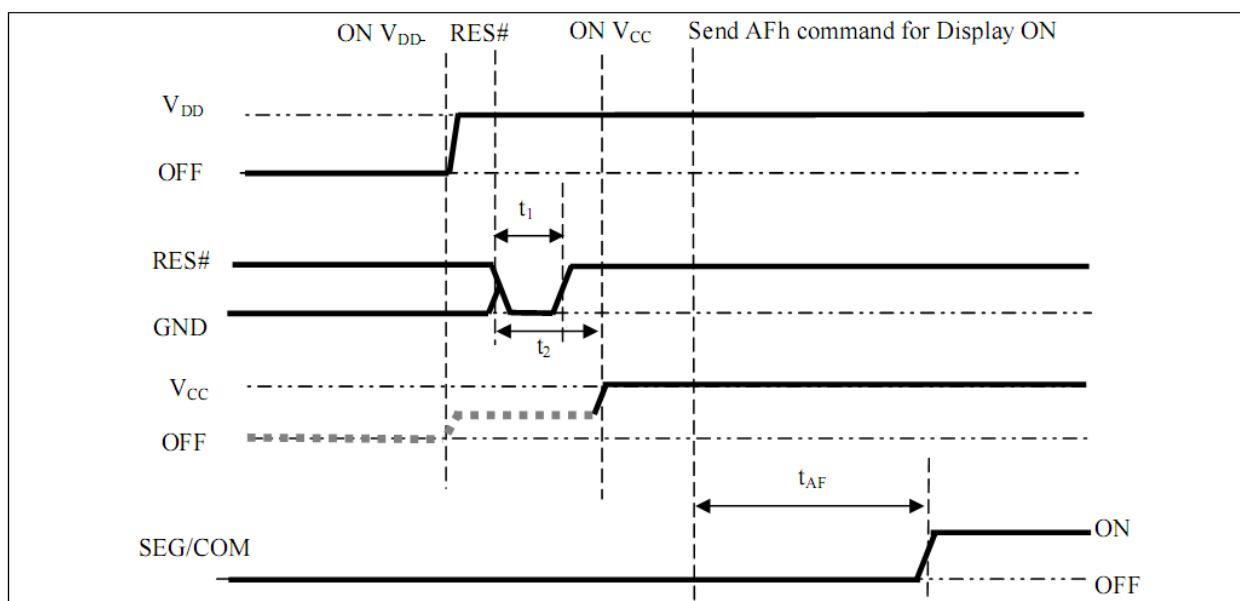 ON VDD- RES# ON VCC Send AFh command for Display ON
VDD
OFF
t1
RES#
GND
t2
VCC
OFF
tAF
SEG/COM
ON
OFF